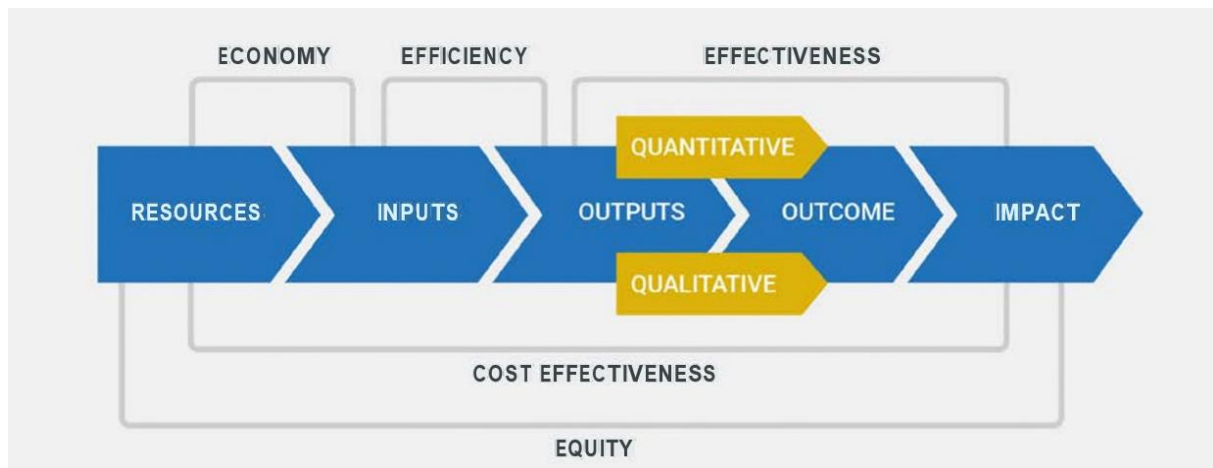 ECONOMY
EFFICIENCY
EFFECTIVENESS
QUANTITATIVE
RESOURCES
INPUTS
OUTPUTS
OUTCOME
IMPACT
QUALITATIVE
COST EFFECTIVENESS
EQUITY